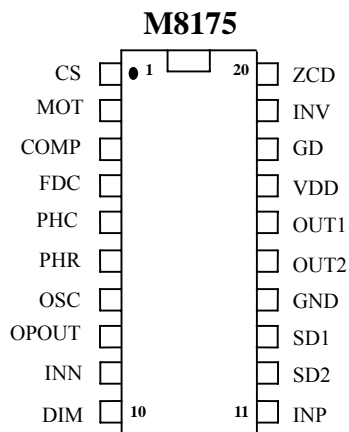 M8175
CS 1 20 ZCD
MOT INV
COMP GD
FDC VDD
PHC OUT1
PHR OUT2
OSC GND
OPOUT SD1
INN SD2
DIM 10 11 INP